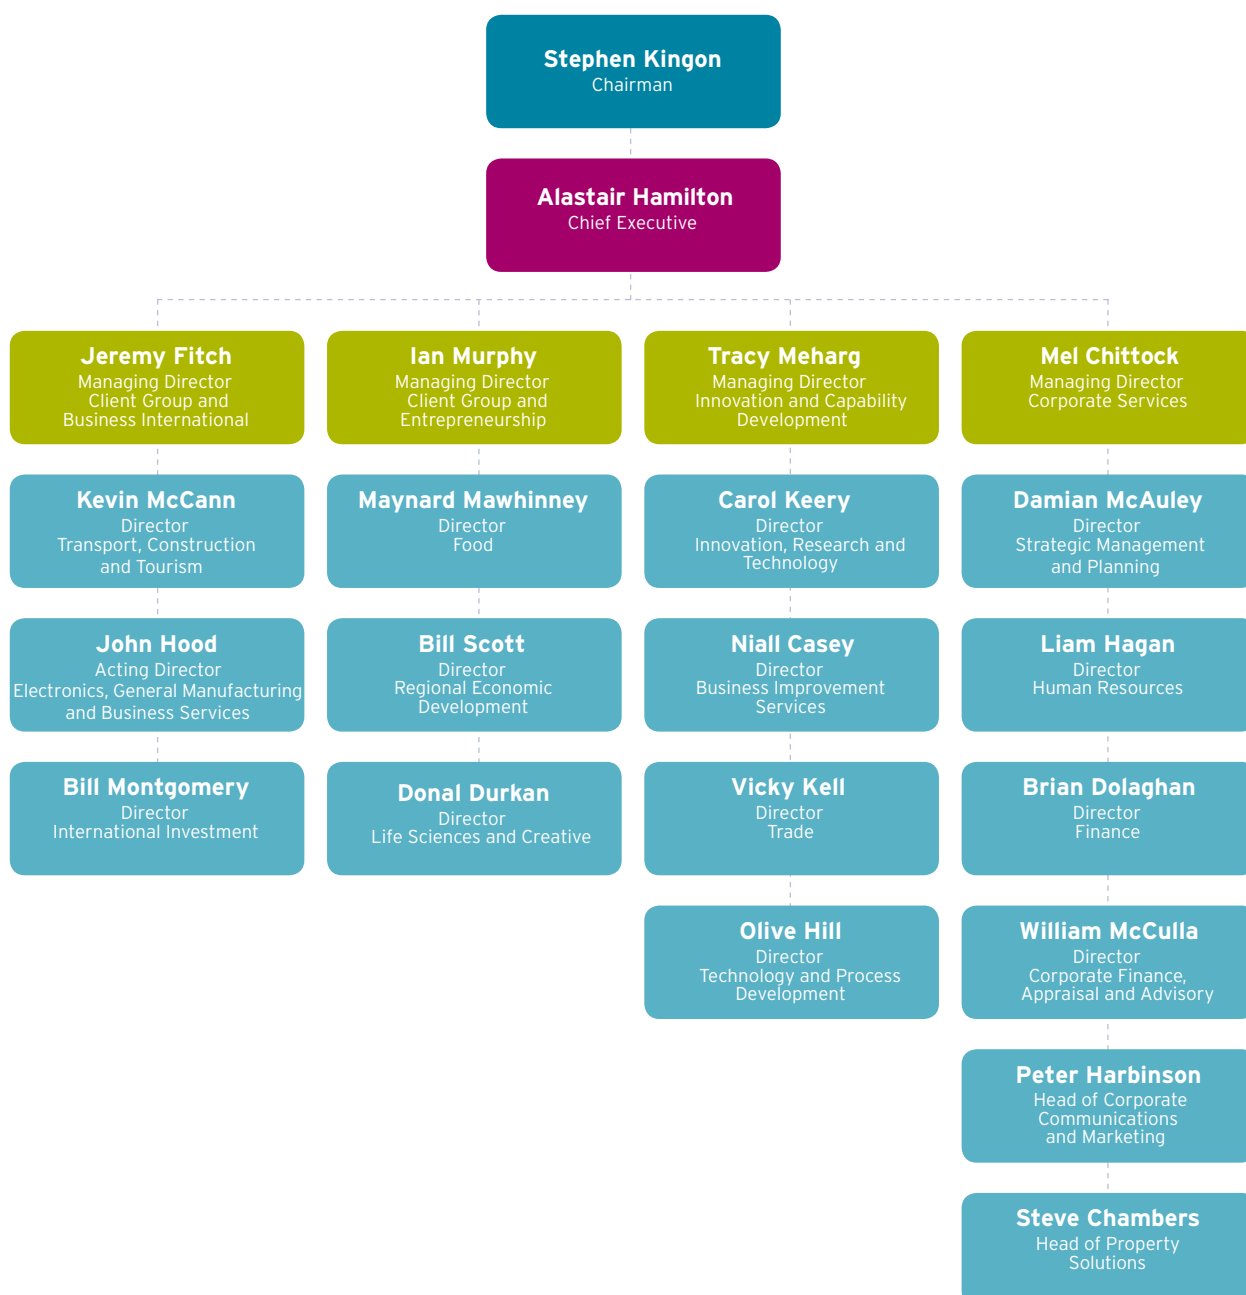 Stephen Kingon
Chairman
Alastair Hamilton
Chief Executive
Jeremy Fitch
Managing Director
Client Group and
Business International
Ian Murphy
Managing Director
Client Group and
Entrepreneurship
Tracy Meharg
Managing Director
Innovation and Capability
Development
Mel Chittock
Managing Director
Corporate Services
Kevin McCann
Director
Transport, Construction
and Tourism
Maynard Mawhinney
Director
Food
Carol Keery
Director
Innovation, Research and
Technology
Damian McAuley
Director
Strategic Management
and Planning
John Hood
Acting Director
Electronics, General Manufacturing
and Business Services
Bill Scott
Director
Regional Economic
Development
Niall Casey
Director
Business Improvement
Services
Liam Hagan
Director
Human Resources
Bill Montgomery
Director
International Investment
Donal Durkan
Director
Life Sciences and Creative
Vicky Kell
Director
Trade
Brian Dolaghan
Director
Finance
Olive Hill
Director
Technology and Process
Development
William McCulla
Director
Corporate Finance,
Appraisal and Advisory
Peter Harbinson
Head of Corporate
Communications
and Marketing
Steve Chambers
Head of Property
Solutions